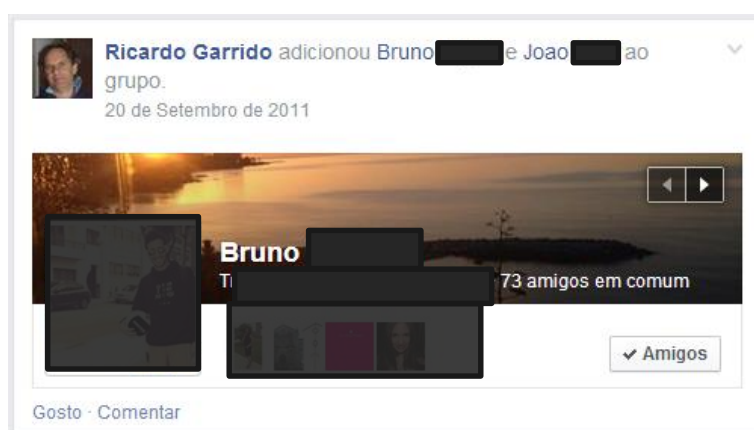 Ricardo Garrido adicionou Bruno e Joao ao
grupo.
20 de Setembro de 2011
Bruno
73 amigos em comum
Amigos
Gosto · Comentar